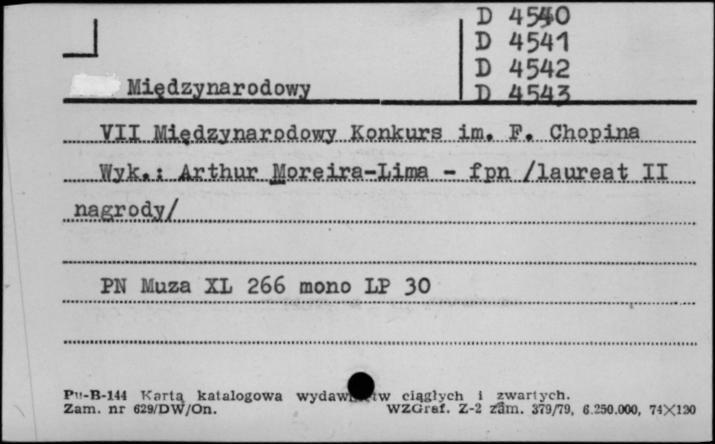 D 4540
D 4541
D 4542
D 4543
Międzynarodowy
VII Międzynarodowy Konkurs im. F. Chopina
Wyk.: Arthur Moreira-Lima - fpn /laureat II
nagrody/
PN Muza XL 266 mono LP 30
Pu-B-144 Karta katalogowa wydawnictw ciągłych i zwartych.
Zam. nr 629/DW/On. WZGraf. Z-2 zam. 379/79, 6.250.000, 74×120